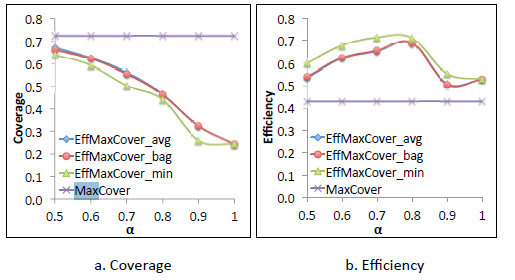 0.8
0.7
0.6
0.5
0.4
0.3
0.2
0.1
0.0
Coverage
EffMaxCover_avg
EffMaxCover_bag
EffMaxCover_min
MaxCover
0.5 0.6 0.7 0.8 0.9 1
α
a. Coverage
0.8
0.7
0.6
0.5
0.4
0.3
0.2
0.1
0.0
Efficiency
EffMaxCover_avg
EffMaxCover_bag
EffMaxCover_min
MaxCover
0.5 0.6 0.7 0.8 0.9 1
α
b. Efficiency